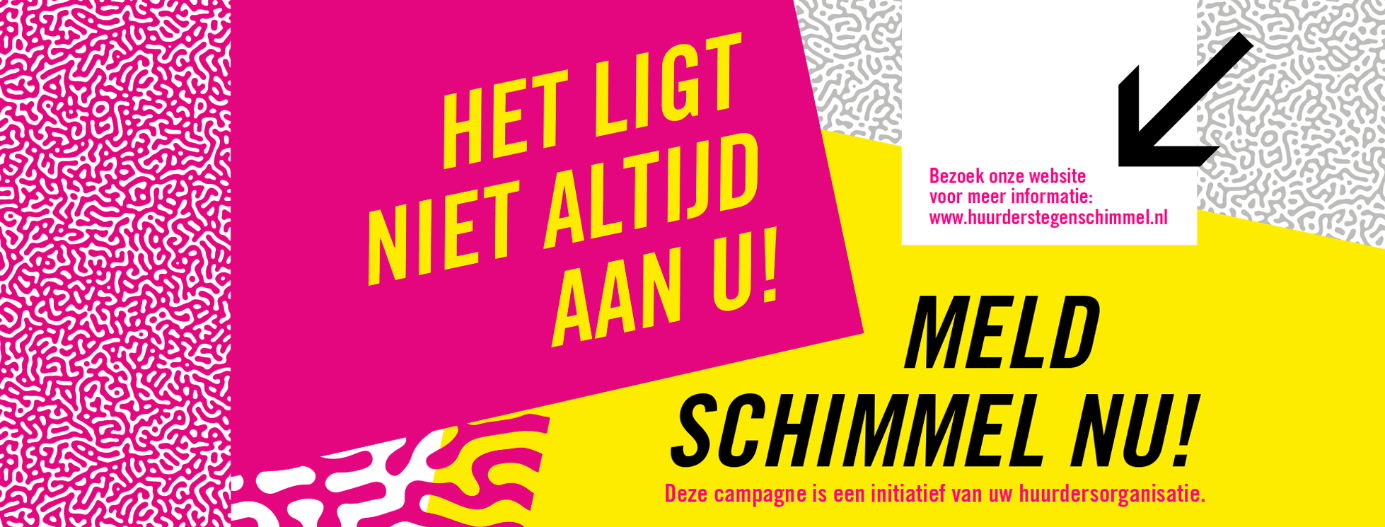 HET LIGT
NIET ALTIJD
AAN U!
Bezoek onze website
voor meer informatie:
www.huurderstegenschimmel.nl
MELD
SCHIMMEL NU!
Deze campagne is een initiatief van uw huurdersorganisatie.